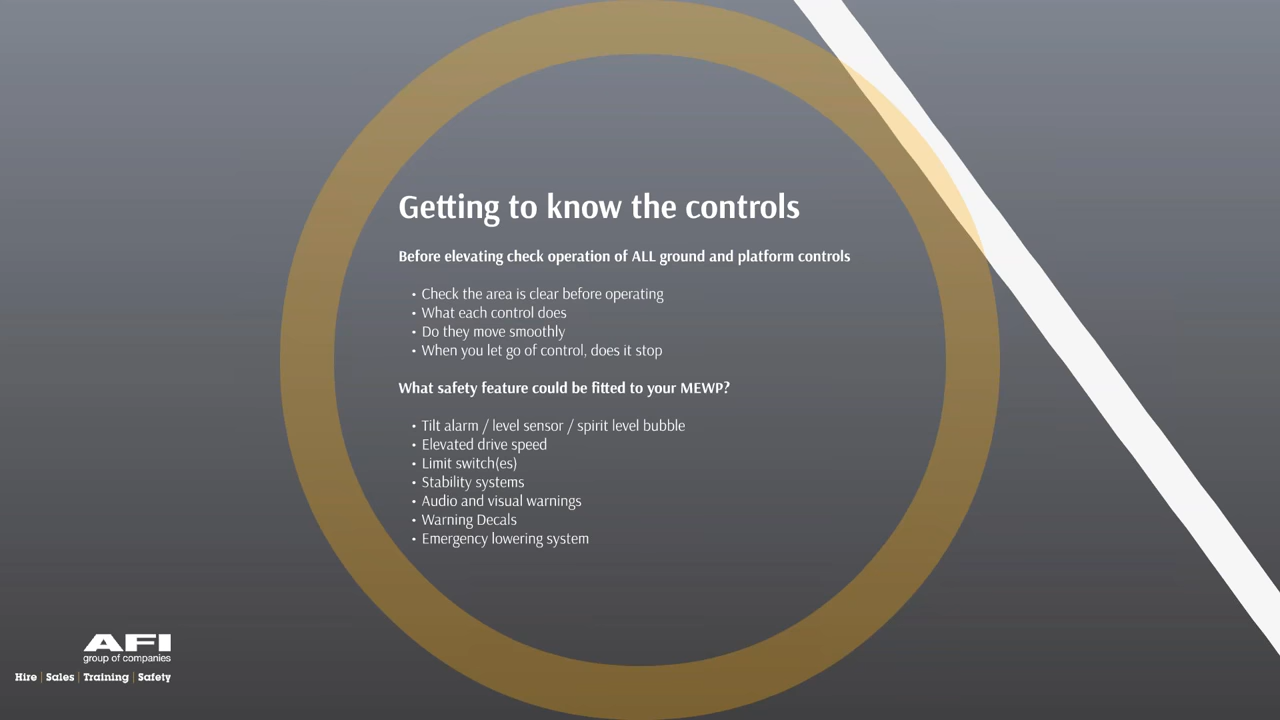 Getting to know the controls
Before elevating check operation of ALL ground and platform controls
• Check the area is clear before operating
• What each control does
• Do they move smoothly
• When you let go of control, does it stop
What safety feature could be fitted to your MEWP?
• Tilt alarm / level sensor / spirit level bubble
• Elevated drive speed
• Limit switch(es)
• Stability systems
• Audio and visual warnings
• Warning Decals
• Emergency lowering system
AFI
group of companies
Hire | Sales | Training | Safety